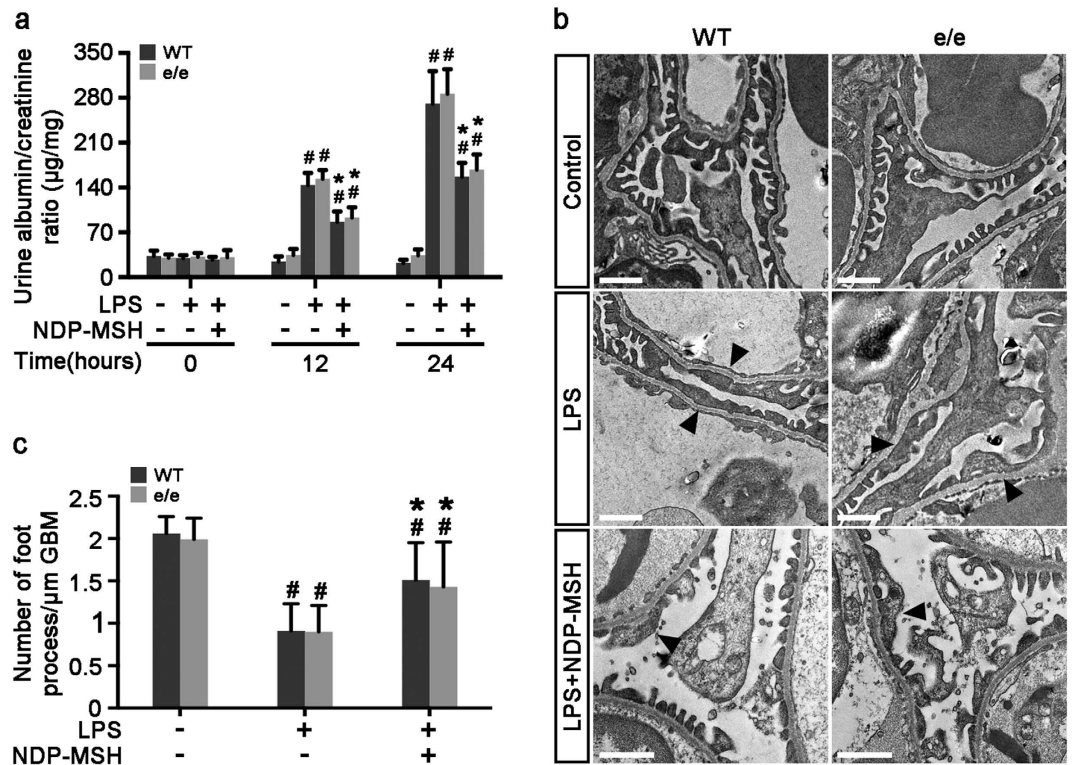 a
Urine albumin/creatinine
ratio (µg/mg)
350
280
210
140
70
0
WT
e/e
# #
* *
# #
# #
* *
# #
LPS - + + - + + - + +
NDP-MSH - - + - - + - - +
Time(hours) 0 12 24
b
WT e/e
Control
LPS
LPS+NDP-MSH
c
Number of foot
process/µm GBM
2.5
2
1.5
1
0.5
0
WT
e/e
# #
* *
# #
LPS - + +
NDP-MSH - - +